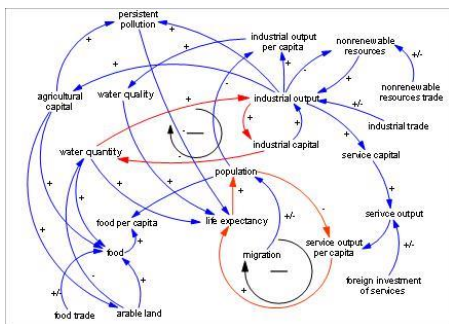 persistent
pollution
industrial output
per capita
nonrenewable
resources
agricultural
capital
water quality
industrial output
nonrenewable
resources trade
industrial trade
water quantity
industrial capital
service capital
population
food per capita
life expectancy
serivce output
food
migration
service output
per capita
foreign investment
of services
food trade
arable land
+
+
+
-
+
+/-
+
+
+
-
+
+
+/-
+
-
+
+
-
-
+
+
+
+
-
+
+
-
+/-
+
+
+/-
-
+
+
+
+